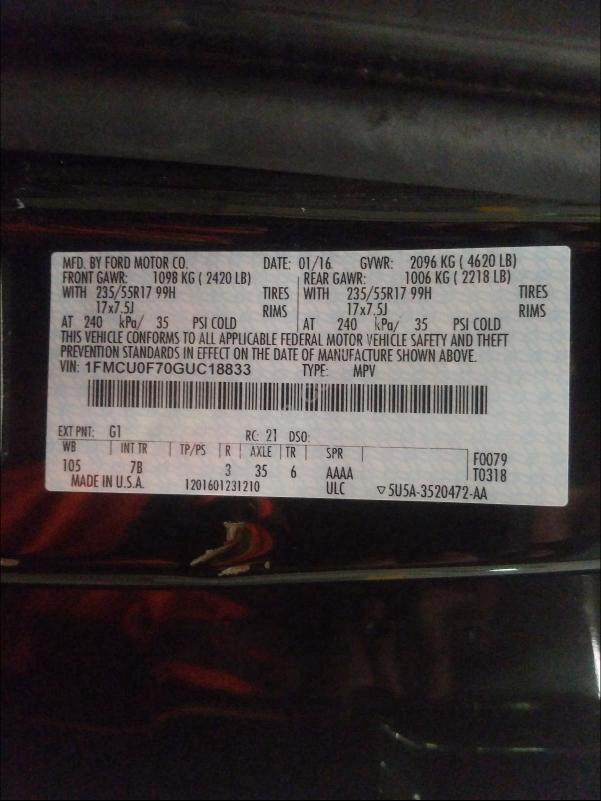 MFD. BY FORD MOTOR CO. DATE: 01/16 GVWR: 2096 KG ( 4620 LB)
FRONT GAWR: 1098 KG ( 2420 LB) REAR GAWR: 1006 KG ( 2218 LB)
WITH 235/55R17 99H TIRES WITH 235/55R17 99H TIRES
17x7.5J RIMS 17x7.5J RIMS
AT 240 kPa/ 35 PSI COLD AT 240 kPa/ 35 PSI COLD
THIS VEHICLE CONFORMS TO ALL APPLICABLE FEDERAL MOTOR VEHICLE SAFETY AND THEFT
PREVENTION STANDARDS IN EFFECT ON THE DATE OF MANUFACTURE SHOWN ABOVE.
VIN: 1FMCU0F70GUC18833 TYPE: MPV
EXT PNT: G1 RC: 21 DSO:
WB INT TR TP/PS R AXLE TR SPR F0079
105 7B 3 35 6 AAAA T0318
MADE IN U.S.A. 1201601231210 ULC ▽5U5A-3520472-AA